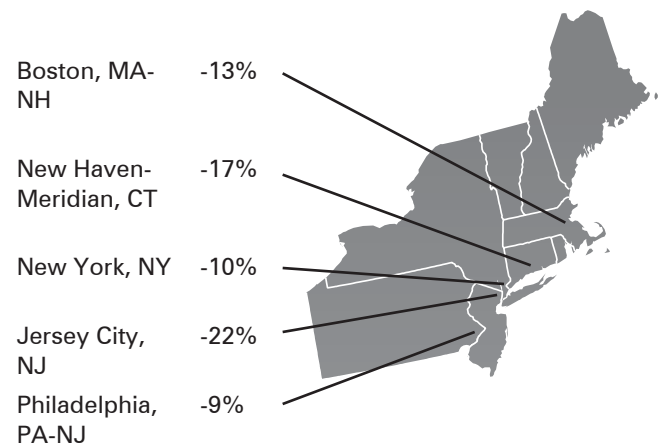 Boston, MA- -13%
NH
New Haven- -17%
Meridian, CT
New York, NY -10%
Jersey City, -22%
NJ
Philadelphia, -9%
PA-NJ